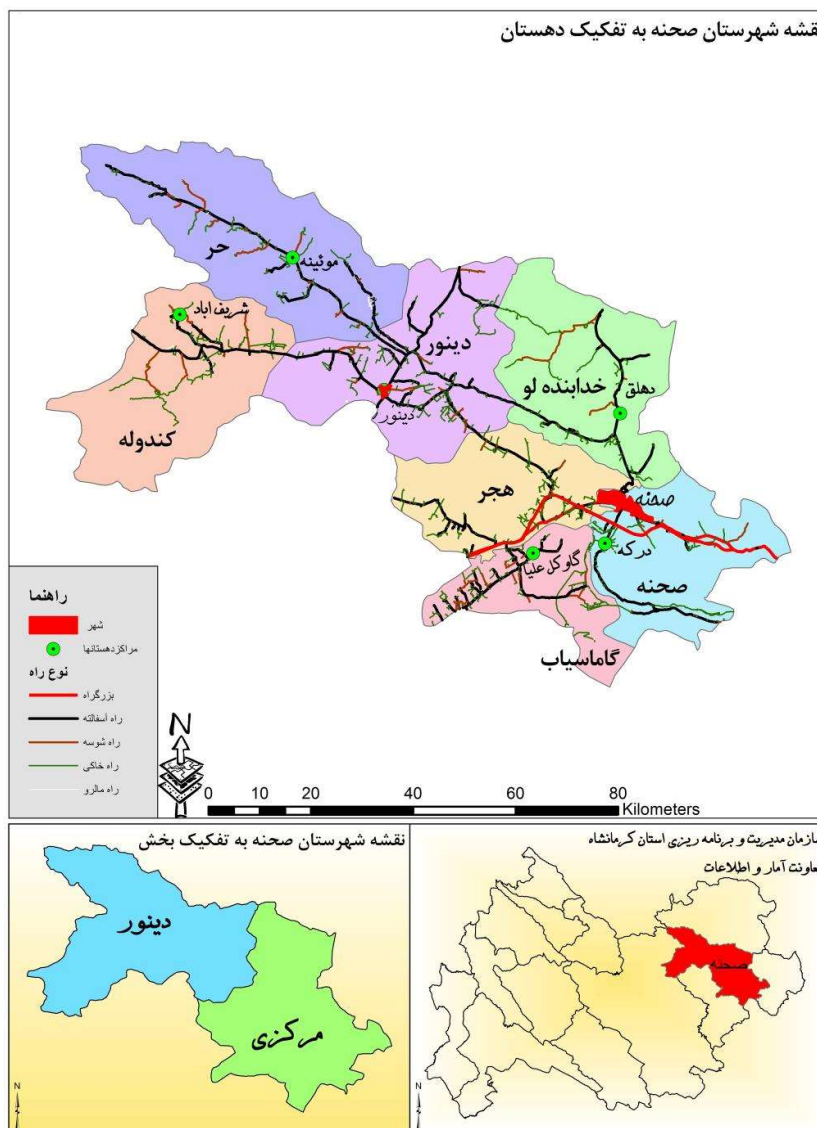 نقشه شهرستان صحنه به تفکیک دهستان
حر
موئینه
شریف اباد
کندوله
دینور
دینور
خدابنده لو
دهلق
هجر
صحنه
درکه
صحنه
گاوکل علیا
گاماسیاب
راهنما
شهر
مراکزدهستانها
نوع راه
بزرگراه
راه آسفالته
راه شوسه
راه خاکی
راه مالرو
N
0 10 20 40 60 80
Kilometers
نقشه شهرستان صحنه به تفکیک بخش
دینور
مرکزی
N
سازمان مدیریت و برنامه ریزی استان کرمانشاه
معاونت آمار و اطلاعات
صحنه
N